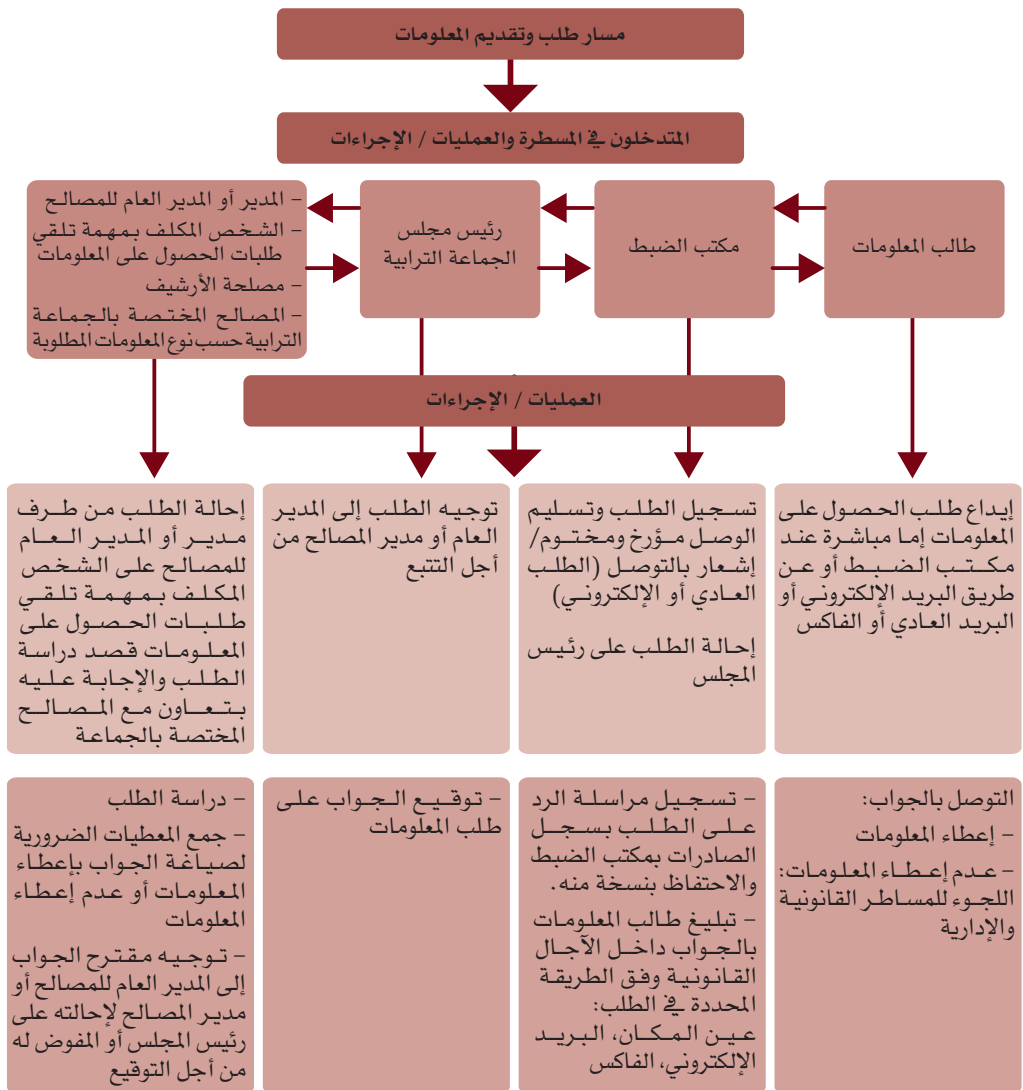 مسار طلب وتقديم المعلومات
المتدخلون في المسطرة والعمليات / الإجراءات
طالب المعلومات
مكتب الضبط
رئيس مجلس
الجماعة الترابية
– المدير أو المدير العام للمصالح
– الشخص المكلف بمهمة تلقي
طلبات الحصول على المعلومات
– مصلحة الأرشيف
– المصالح المختصة بالجماعة
الترابية حسب نوع المعلومات المطلوبة
العمليات / الإجراءات
إيداع طلب الحصول على
المعلومات إما مباشرة عند
مكتب الضبط أو عن
طريق البريد الإلكتروني أو
البريد العادي أو الفاكس
تسجيل الطلب وتسليم
الوصل مؤرخ ومختوم/
إشعار بالتوصل (الطلب
العادي أو الإلكتروني)
إحالة الطلب على رئيس
المجلس
توجيه الطلب إلى المدير
العام أو مدير المصالح من
أجل التتبع
إحالة الطلب من طرف
مدير أو المدير العام
للمصالح على الشخص
المكلف بمهمة تلقي
طلبات الحصول على
المعلومات قصد دراسة
الطلب والإجابة عليه
بتعاون مع المصالح
المختصة بالجماعة
التوصل بالجواب:
– إعطاء المعلومات
– عدم إعطاء المعلومات:
اللجوء للمساطر القانونية
والإدارية
– تسجيل مراسلة الرد
على الطلب بسجل
الصادرات بمكتب الضبط
والاحتفاظ بنسخة منه.
– تبليغ طالب المعلومات
بالجواب داخل الآجال
القانونية وفق الطريقة
المحددة في الطلب:
عين المكان، البريد
الإلكتروني، الفاكس
– توقيع الجواب على
طلب المعلومات
– دراسة الطلب
– جمع المعطيات الضرورية
لصياغة الجواب بإعطاء
المعلومات أو عدم إعطاء
المعلومات
– توجيه مقترح الجواب
إلى المدير العام للمصالح أو
مدير المصالح لإحالته على
رئيس المجلس أو المفوض له
من أجل التوقيع